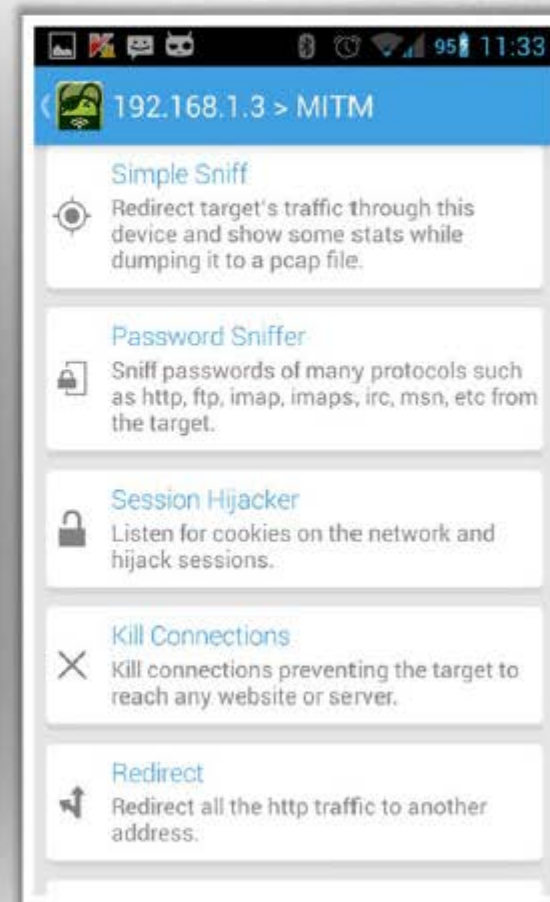 95 11:33
192.168.1.3 > MITM
Simple Sniff
Redirect target's traffic through this
device and show some stats while
dumping it to a pcap file.
Password Sniffer
Sniff passwords of many protocols such
as http, ftp, imap, imaps, irc, msn, etc from
the target.
Session Hijacker
Listen for cookies on the network and
hijack sessions.
Kill Connections
Kill connections preventing the target to
reach any website or server.
Redirect
Redirect all the http traffic to another
address.